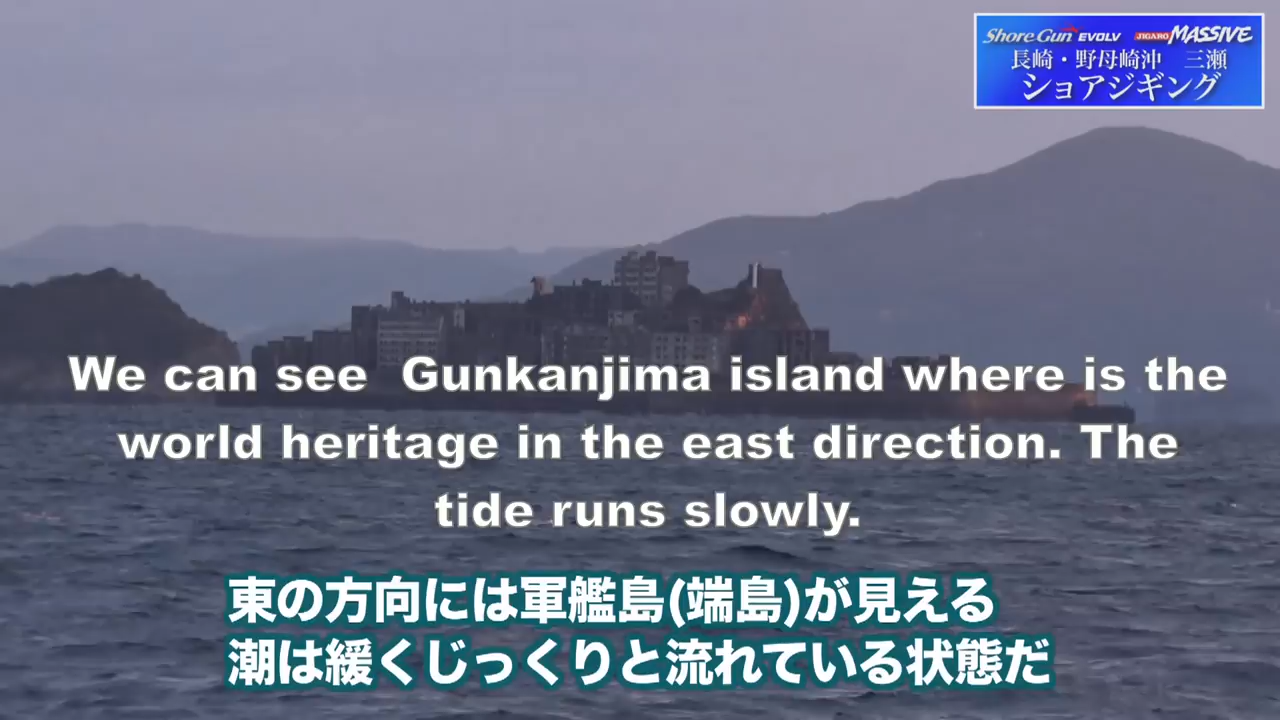 Shore Gun EVOLV JIGARO MASSIVE
長崎・野母崎沖 三瀬
ショアジギング
We can see Gunkanjima island where is the
world heritage in the east direction. The
tide runs slowly.
東の方向には軍艦島(端島)が見える
潮は緩くじっくりと流れている状態だ